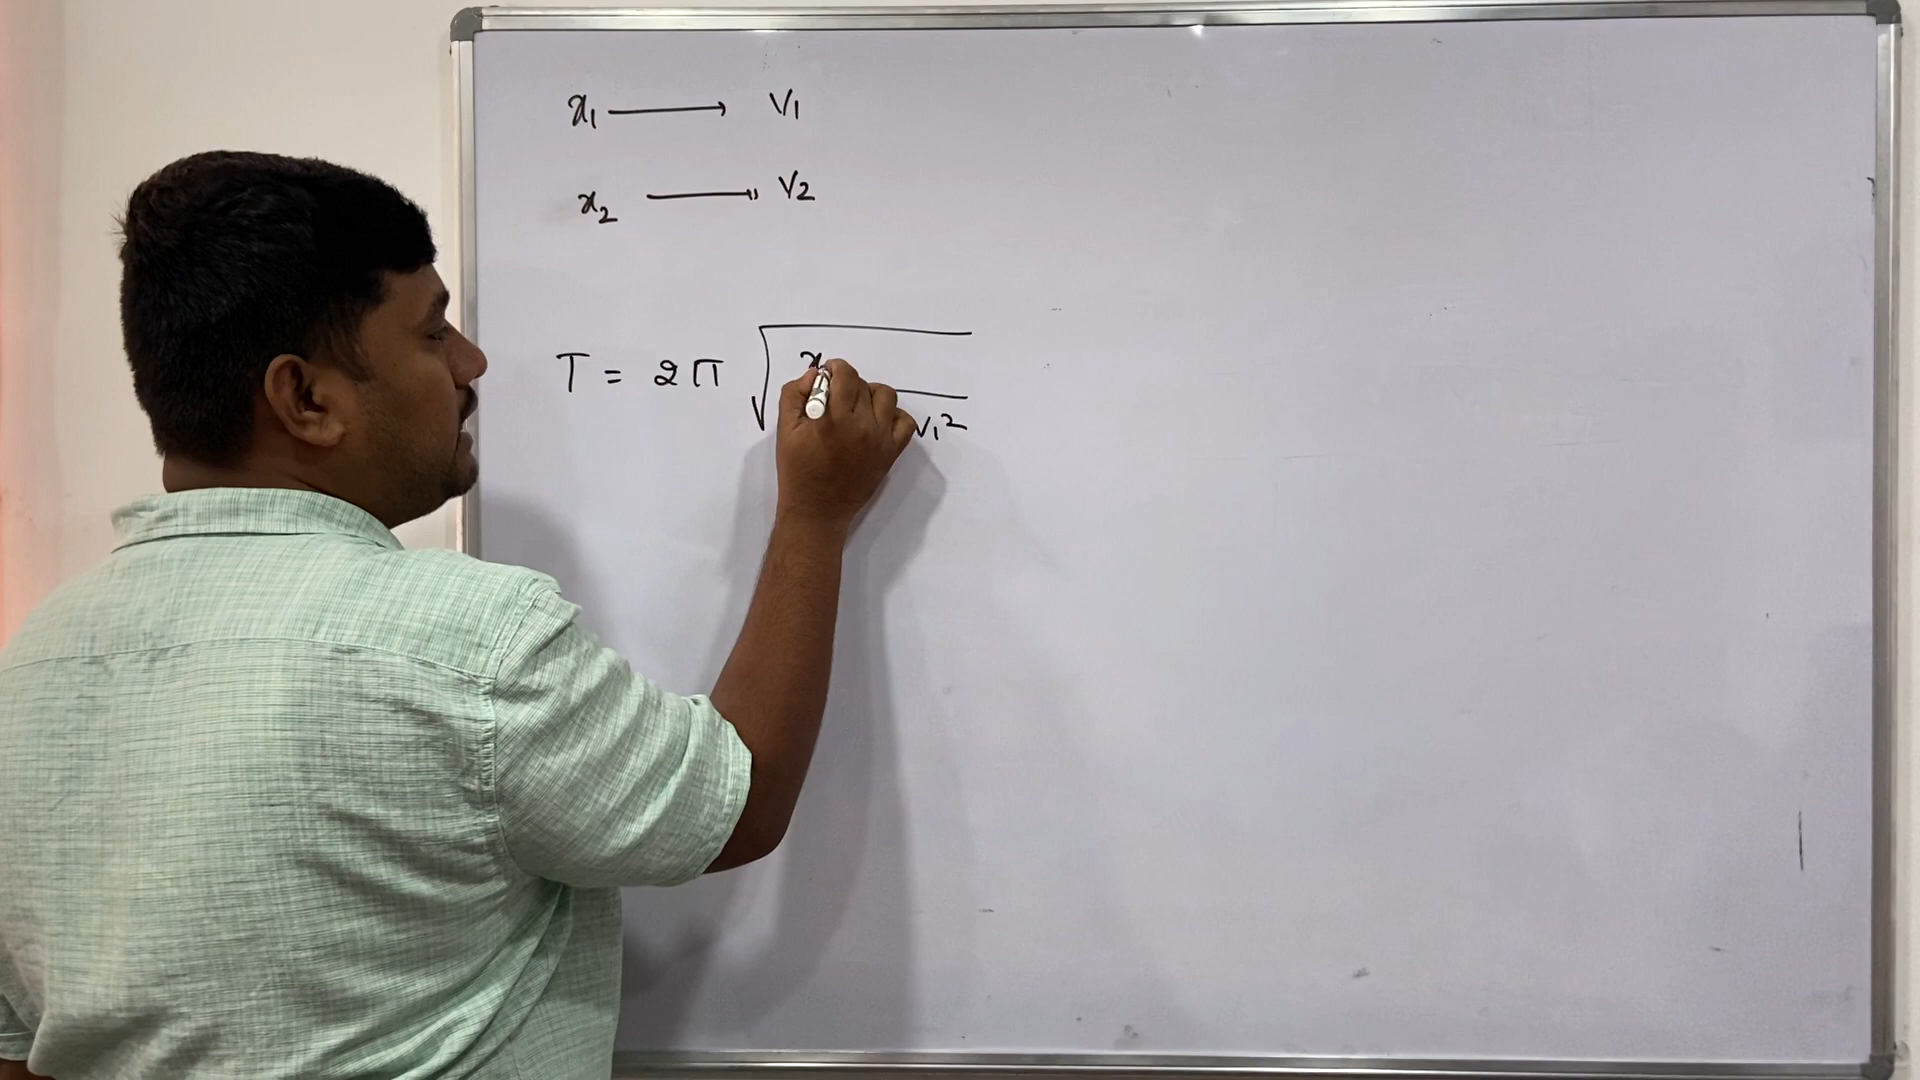 x₁ ⟶ V₁
x₂ ⟶ V₂
T = 2π √ x
V₁²